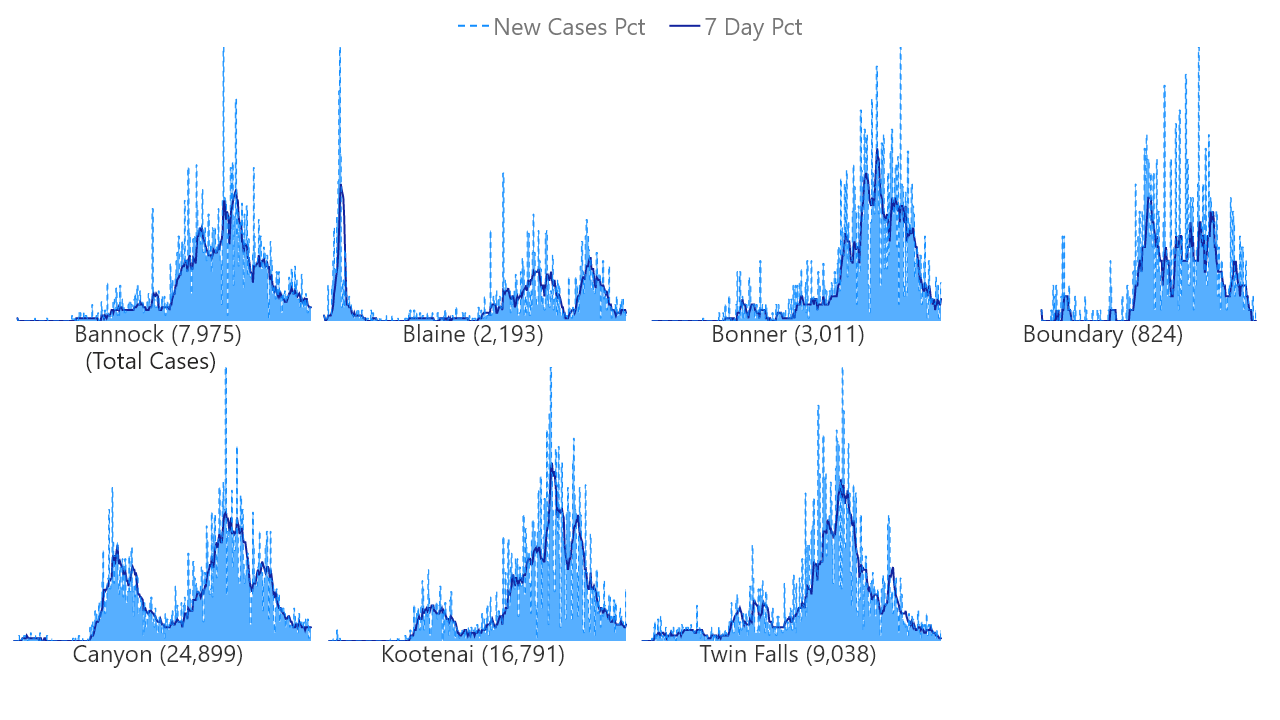 New Cases Pct 7 Day Pct
Bannock (7,975) Blaine (2,193) Bonner (3,011) Boundary (824)
(Total Cases)
Canyon (24,899) Kootenai (16,791) Twin Falls (9,038)